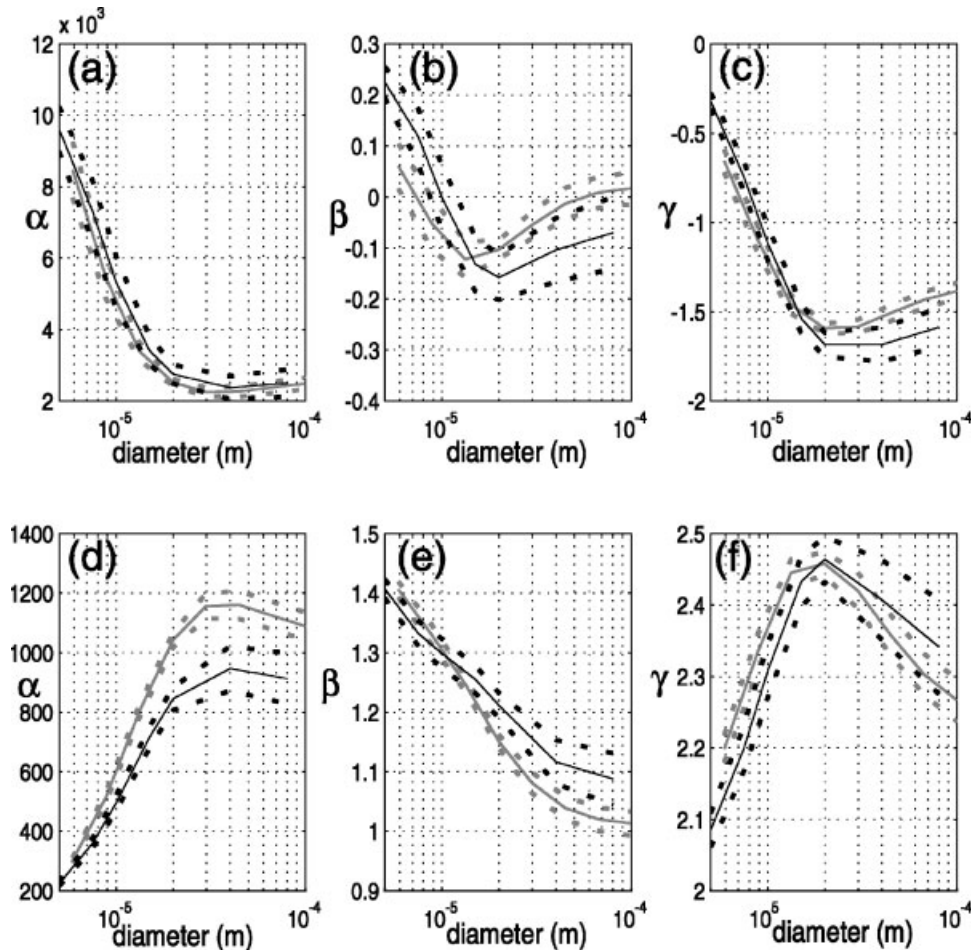 x 10³
(a)
(b)
(c)
12
10
8
6
4
2
α
10⁻⁵
10⁻⁴
diameter (m)
0.3
0.2
0.1
0
-0.1
-0.2
-0.3
-0.4
β
10⁻⁵
10⁻⁴
diameter (m)
0
-0.5
-1
-1.5
-2
γ
10⁻⁵
10⁻⁴
diameter (m)
(d)
(e)
(f)
1400
1200
1000
800
600
400
200
α
10⁻⁵
10⁻⁴
diameter (m)
1.5
1.4
1.3
1.2
1.1
1
0.9
β
10⁻⁵
10⁻⁴
diameter (m)
2.5
2.4
2.3
2.2
2.1
2
γ
10⁵
10⁻⁴
diameter (m)